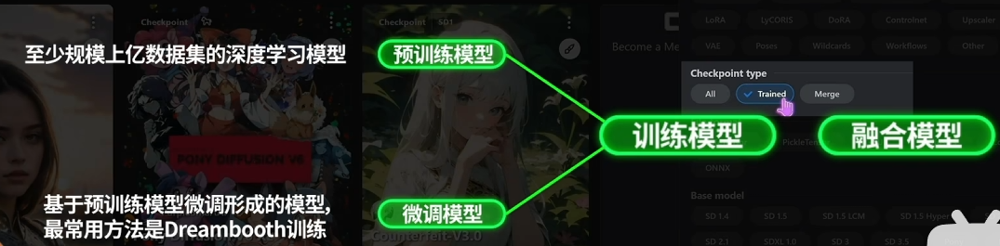 Checkpoint
Checkpoint SD1
LoRA
LyCORIS
DoRA
Controlnet
Upscaler
VAE
Poses
Wildcards
Workflows
Other
Become a Me
至少规模上亿数据集的深度学习模型
预训练模型
Checkpoint type
All
Trained
Merge
训练模型
融合模型
PickleTen
PONY DIFFUSION V6
ONNX
Base model
基于预训练模型微调形成的模型,
最常用方法是Dreambooth训练
微调模型
Counterfeit-V3.0
SD 1.4
SD 1.5
SD 1.5 LCM
SD 1.5 Hyper
SD 2.1
SDXL 1.0
SD 3
SD 3.5